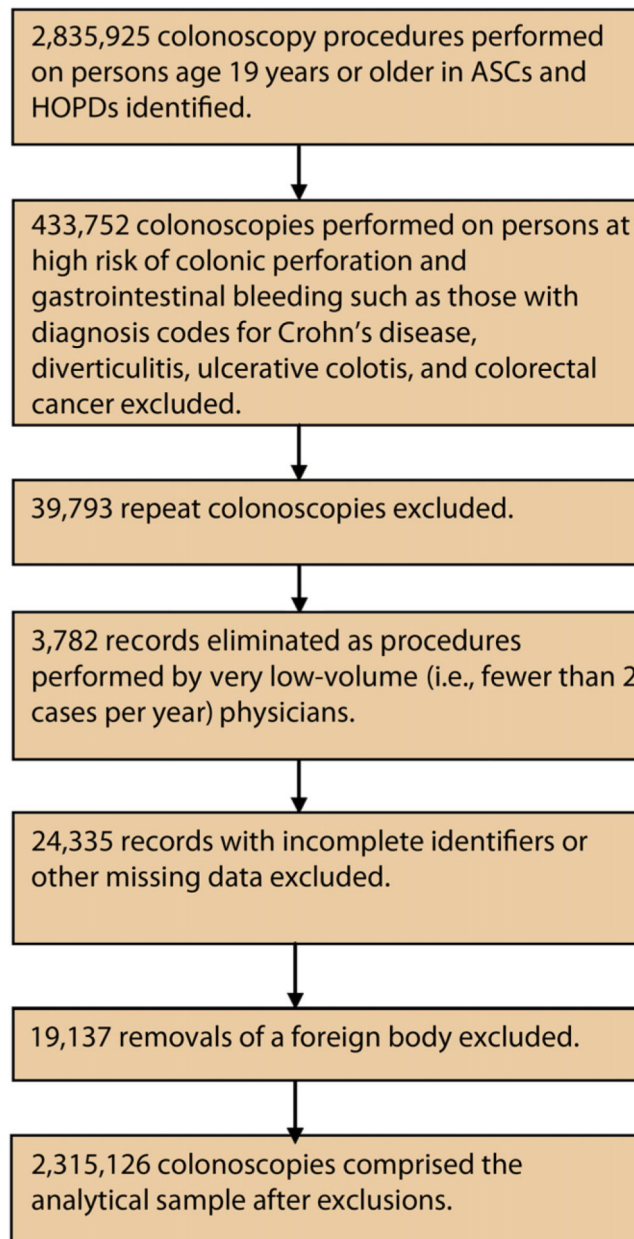 2,835,925 colonoscopy procedures performed
on persons age 19 years or older in ASCs and
HOPDs identified.
433,752 colonoscopies performed on persons at
high risk of colonic perforation and
gastrointestinal bleeding such as those with
diagnosis codes for Crohn's disease,
diverticulitis, ulcerative colotis, and colorectal
cancer excluded.
39,793 repeat colonoscopies excluded.
3,782 records eliminated as procedures
performed by very low-volume (i.e., fewer than
cases per year) physicians.
24,335 records with incomplete identifiers or
other missing data excluded.
19,137 removals of a foreign body excluded.
2,315,126 colonoscopies comprised the
analytical sample after exclusions.